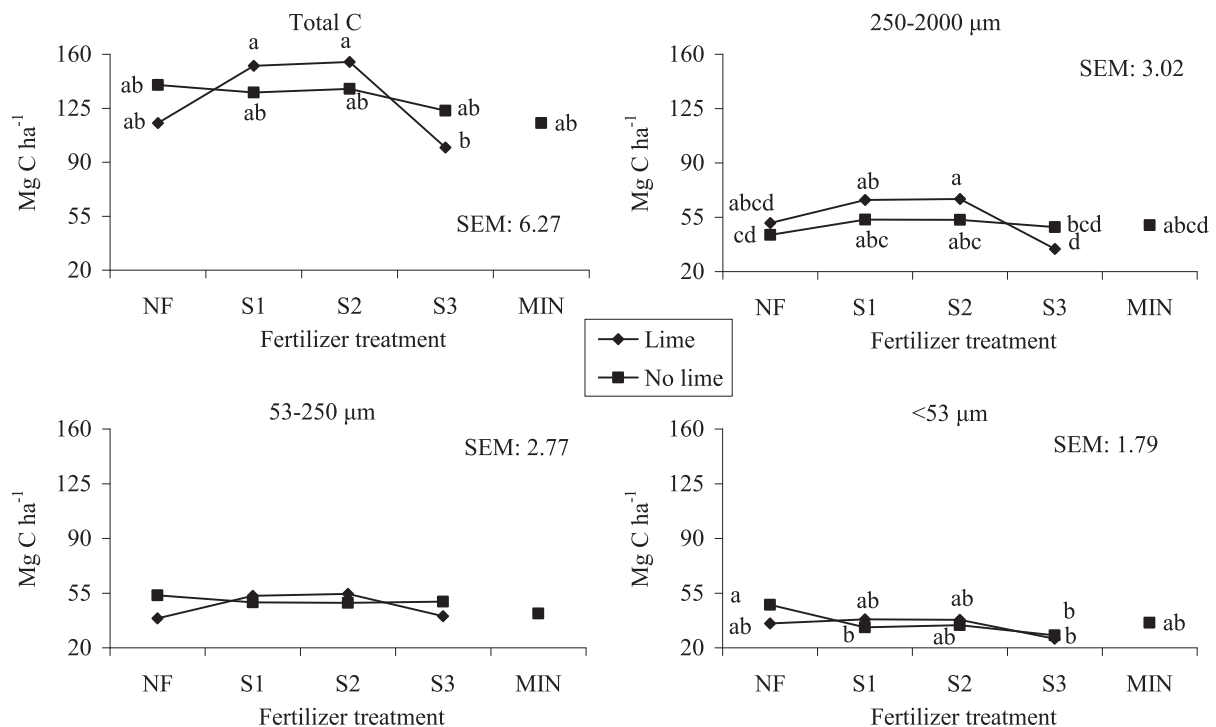 Total C
160
125
90
55
20
Mg C ha⁻¹
a
a
ab
ab
ab
ab
ab
b
ab
SEM: 6.27
NF S1 S2 S3 MIN
Fertilizer treatment
250-2000 µm
160
125
90
55
20
Mg C ha⁻¹
SEM: 3.02
ab
a
abcd
cd
abc
abc
bcd
d
abcd
NF S1 S2 S3 MIN
Fertilizer treatment
Lime
No lime
53-250 µm
160
125
90
55
20
Mg C ha⁻¹
SEM: 2.77
NF S1 S2 S3 MIN
Fertilizer treatment
<53 µm
160
125
90
55
20
Mg C ha⁻¹
SEM: 1.79
a
ab
ab
b
ab
b
ab
b
ab
NF S1 S2 S3 MIN
Fertilizer treatment